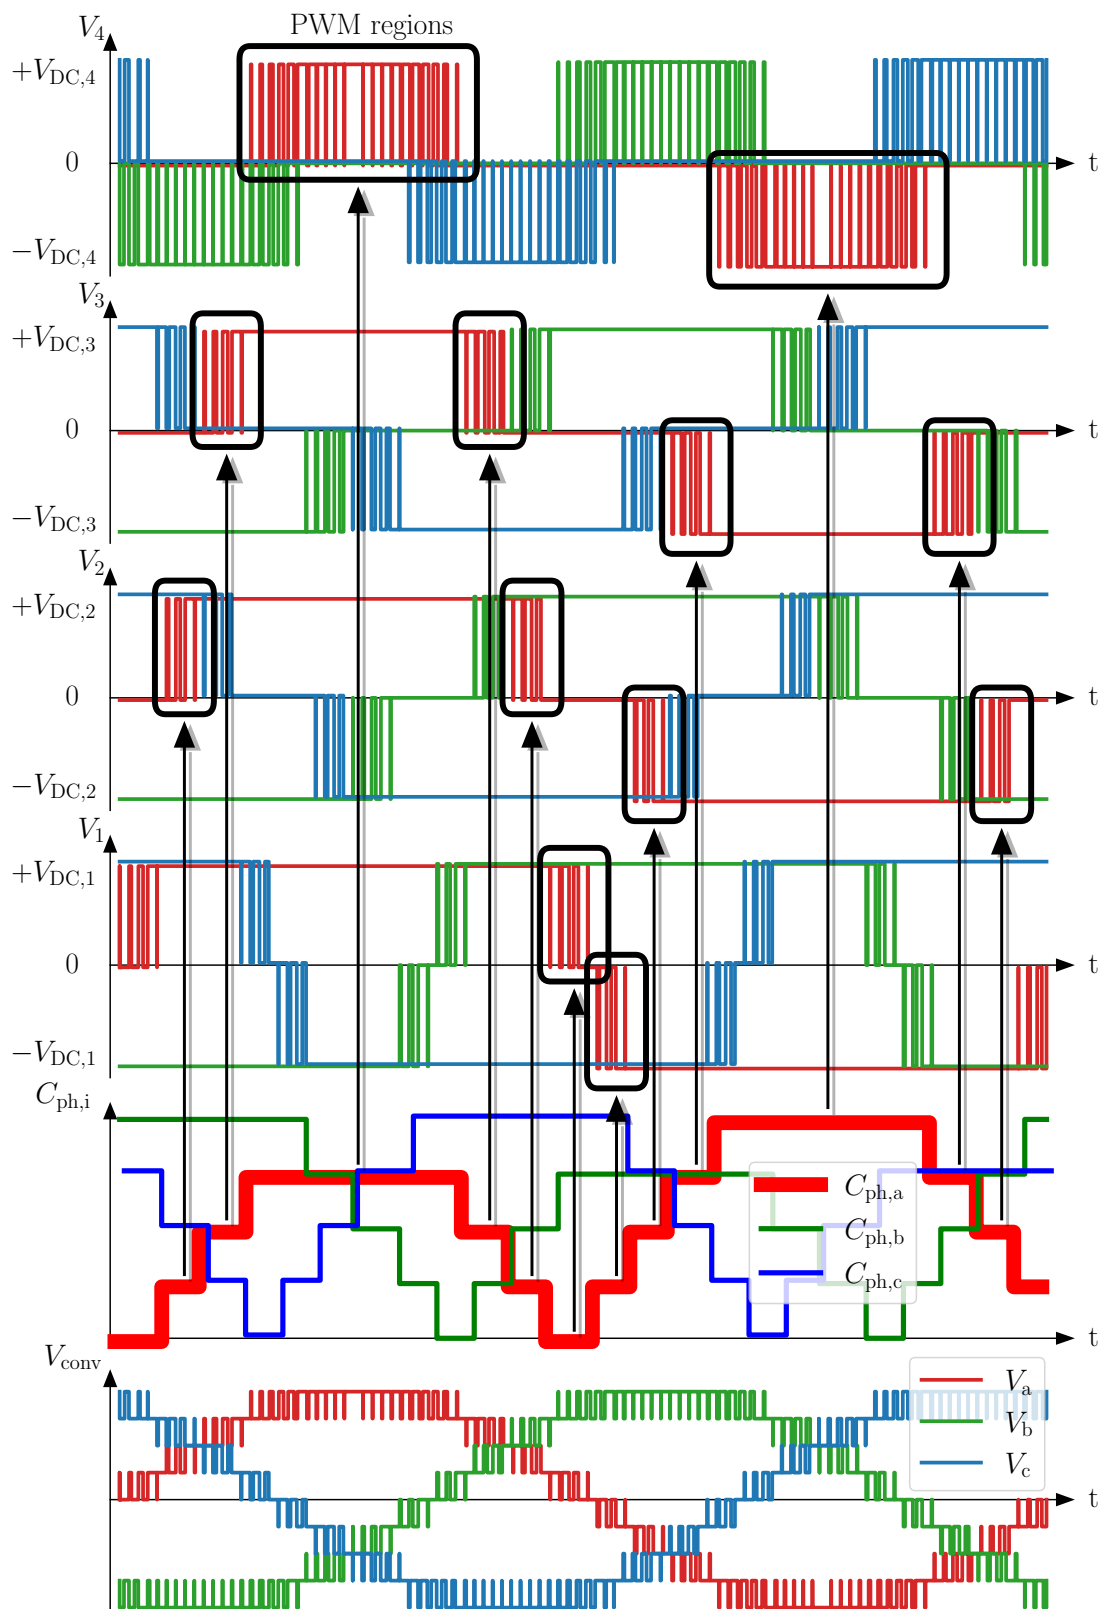 PWM regions
V4
+VDC,4
0
t
−VDC,4
V3
+VDC,3
0
t
−VDC,3
V2
+VDC,2
0
t
−VDC,2
V1
+VDC,1
0
t
−VDC,1
Cph,i
Cph,a
Cph,b
Cph,c
t
Vconv
Va
Vb
Vc
t